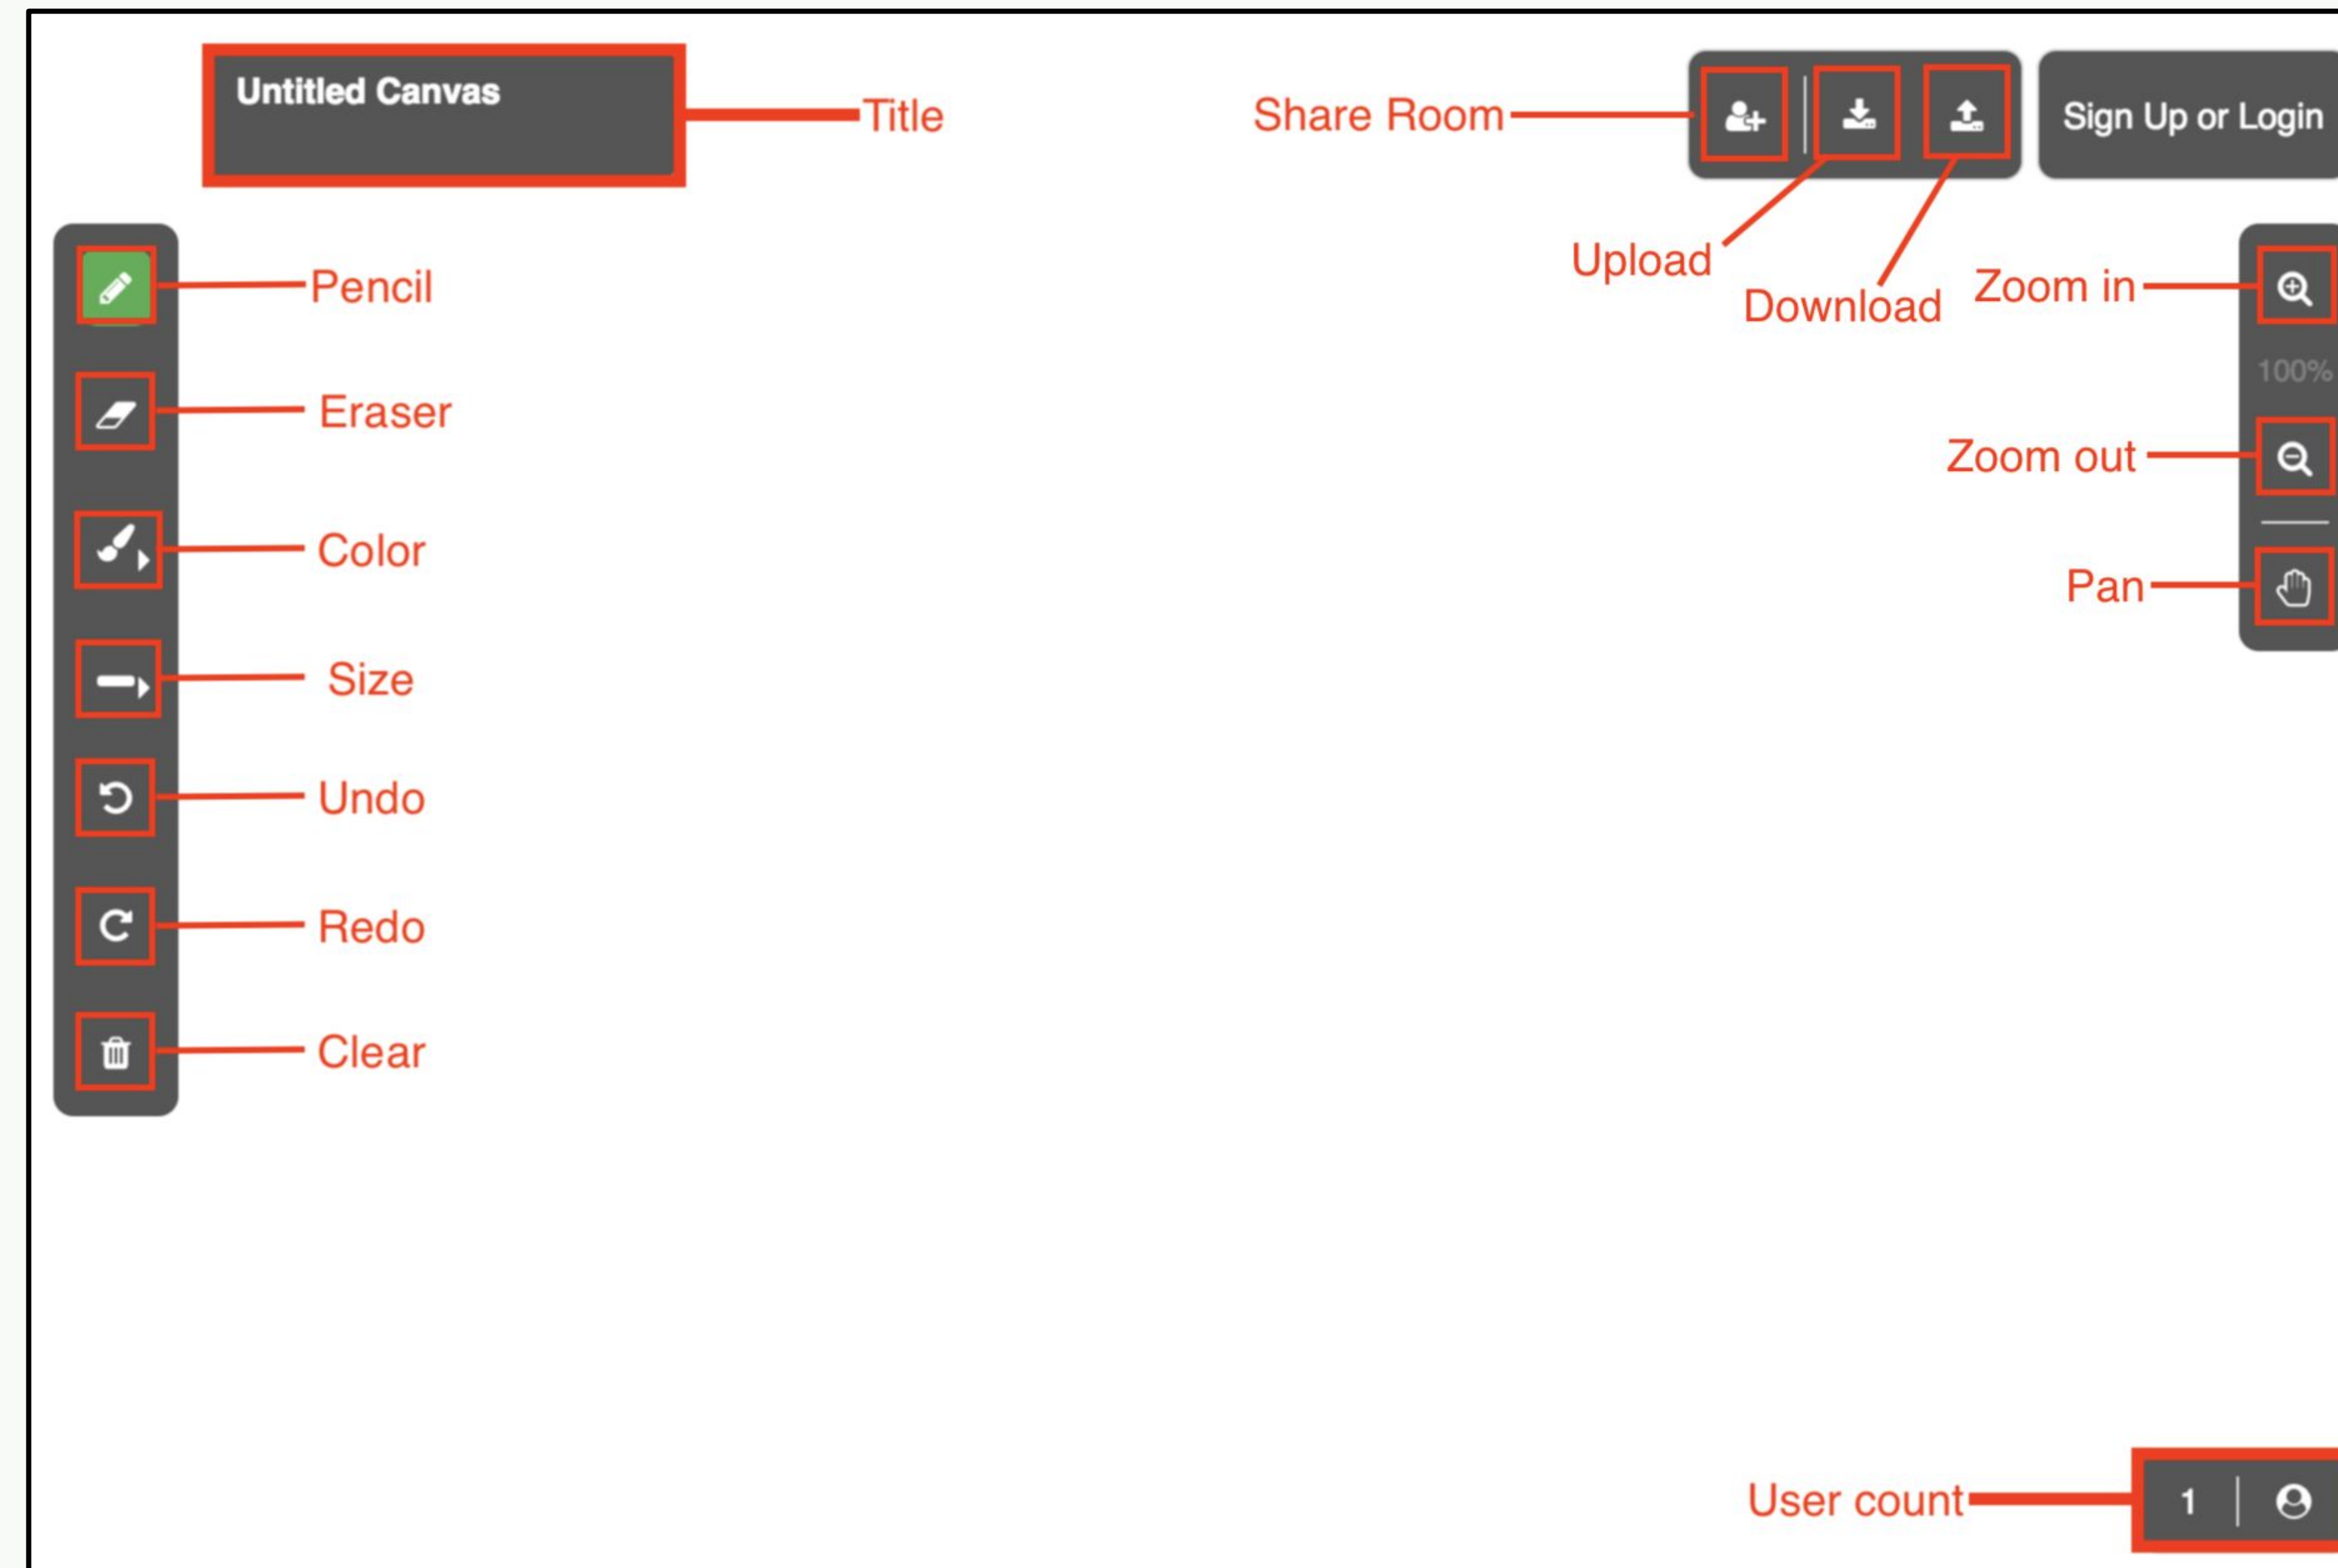 Untitled Canvas
Title
Share Room
Sign Up or Login
Upload
Download
Pencil
Zoom in
100%
Eraser
Zoom out
Color
Pan
Size
Undo
Redo
Clear
User count
1